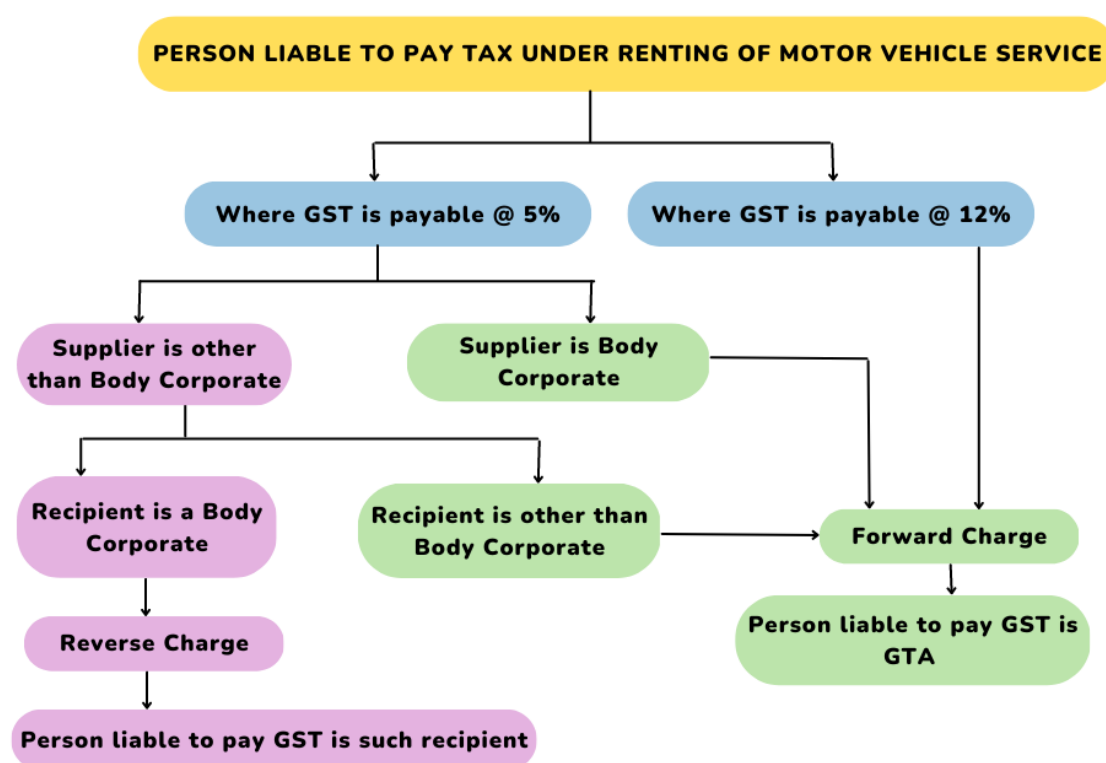 PERSON LIABLE TO PAY TAX UNDER RENTING OF MOTOR VEHICLE SERVICE
Where GST is payable @ 5%
Where GST is payable @ 12%
Supplier is other
than Body Corporate
Supplier is Body
Corporate
Recipient is a Body
Corporate
Recipient is other than
Body Corporate
Forward Charge
Reverse Charge
Person liable to pay GST is
GTA
Person liable to pay GST is such recipient